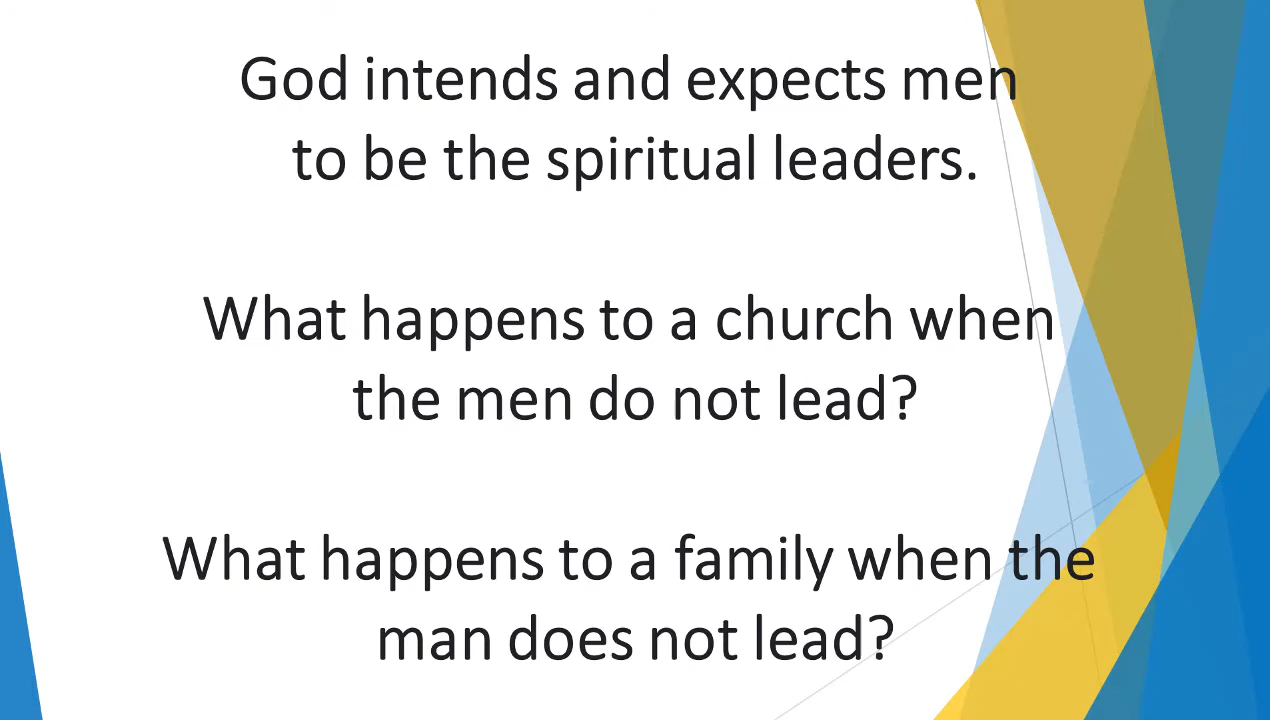 God intends and expects men
to be the spiritual leaders.
What happens to a church when
the men do not lead?
What happens to a family when the
man does not lead?